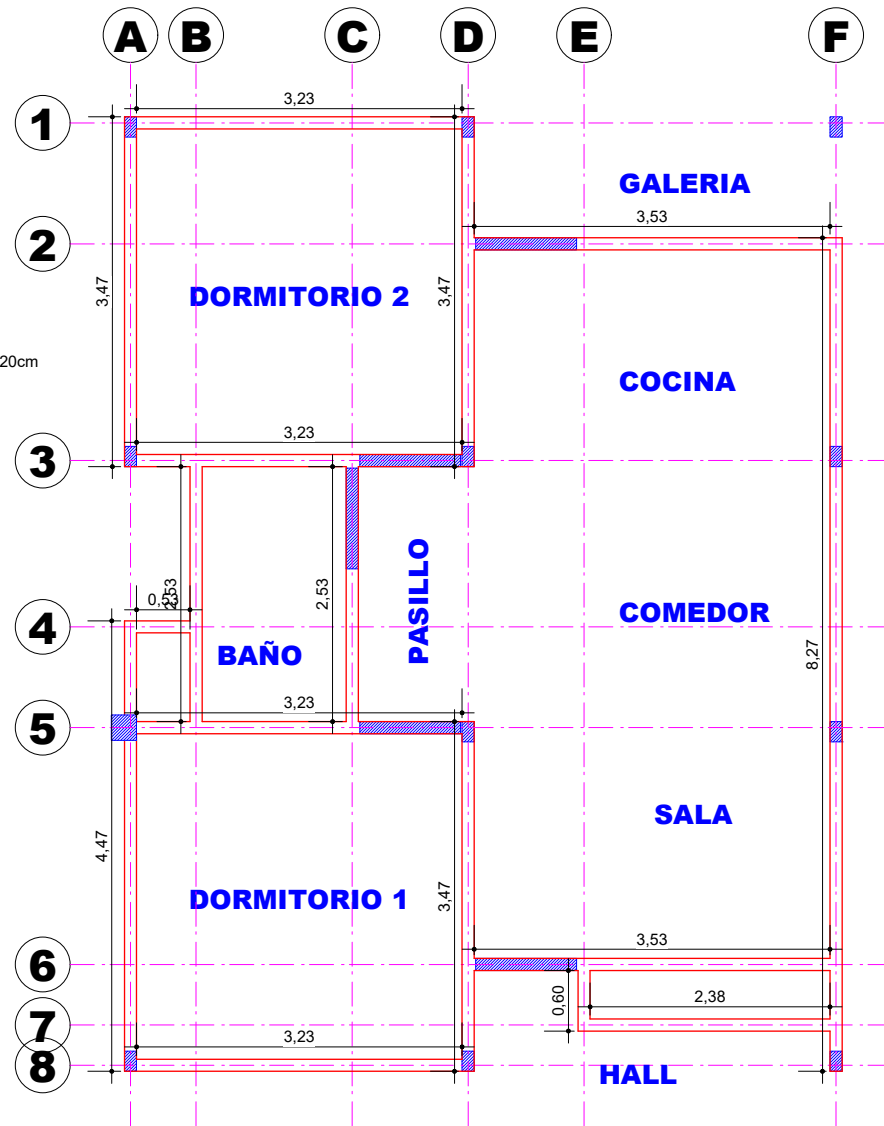 A B C D E F
3,23
1
GALERIA
3,53
2
3,47
3,47
DORMITORIO 2
20cm
COCINA
3,23
3
PASILLO
2,53
2,53
0,53
COMEDOR
4
BAÑO
8,27
3,23
5
SALA
4,47
3,47
DORMITORIO 1
3,53
6
0,60
2,38
7
3,23
8
HALL